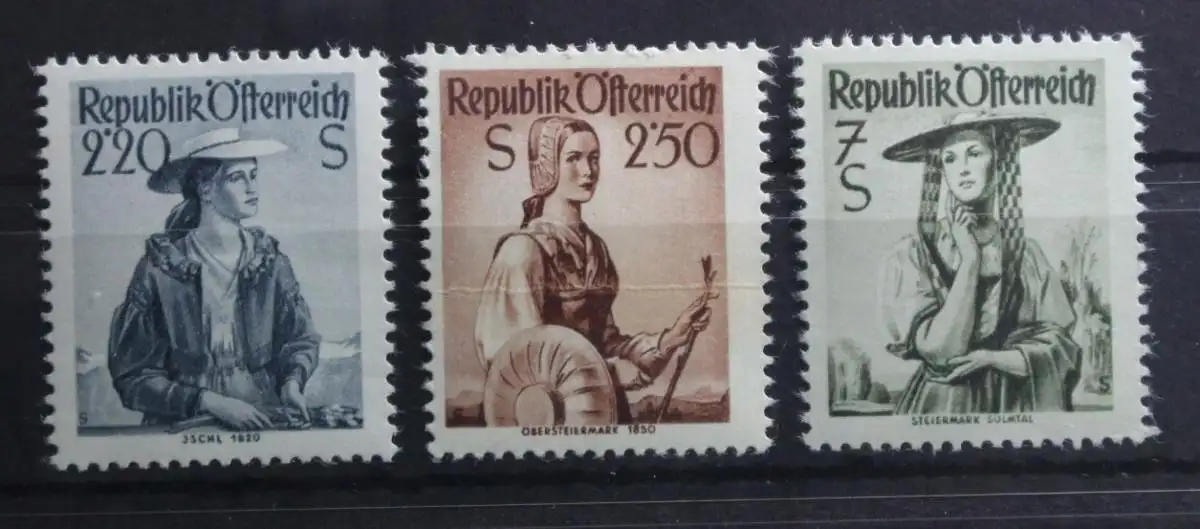 Republik Österreich
2·20 S
S
ISCHL 1820
Republik Österreich
S 2·50
OBERSTEIERMARK 1850
Republik Österreich
7
S
S
STEIERMARK SULMTAL